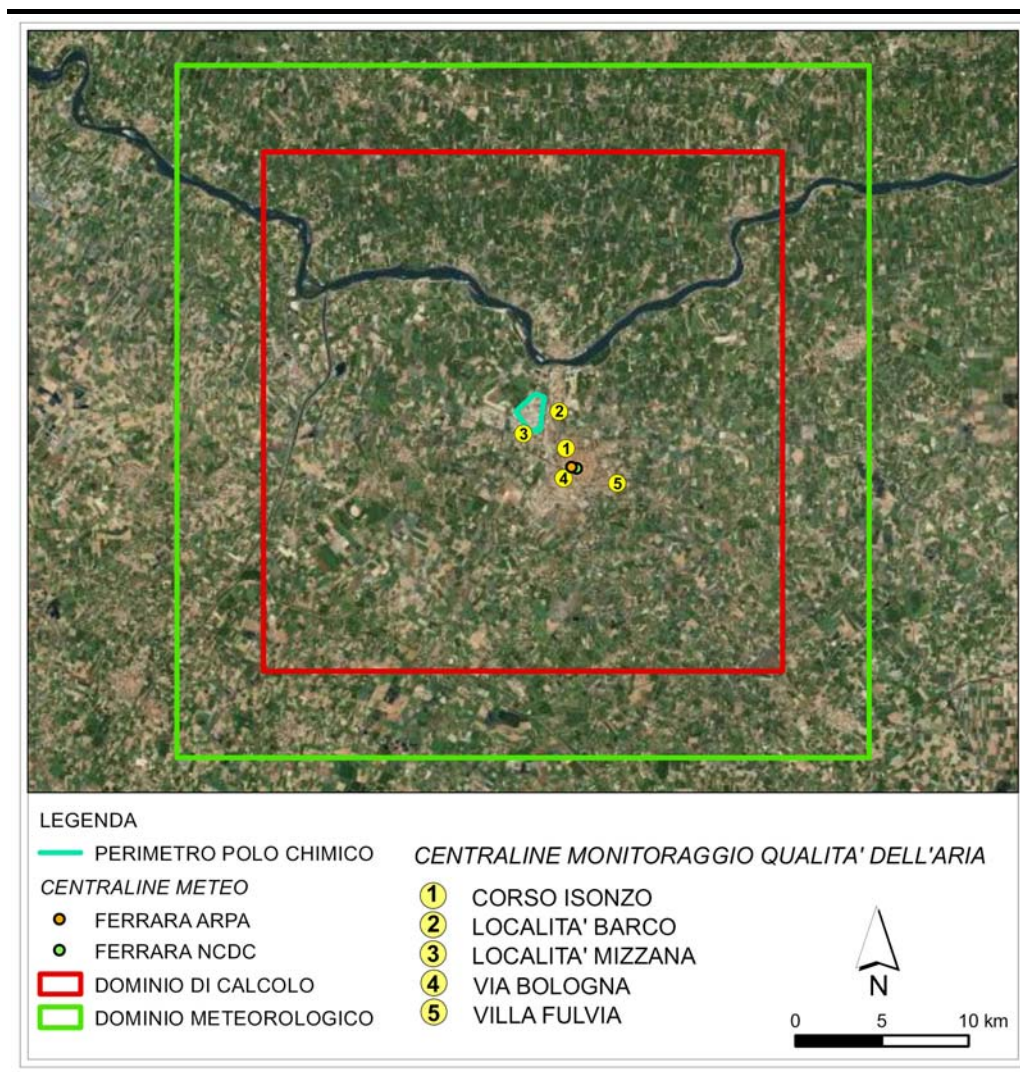 2
3
1
4
5
LEGENDA
PERIMETRO POLO CHIMICO
CENTRALINE METEO
FERRARA ARPA
FERRARA NCDC
DOMINIO DI CALCOLO
DOMINIO METEOROLOGICO
CENTRALINE MONITORAGGIO QUALITA' DELL'ARIA
1 CORSO ISONZO
2 LOCALITA' BARCO
3 LOCALITA' MIZZANA
4 VIA BOLOGNA
5 VILLA FULVIA
N
0 5 10 km